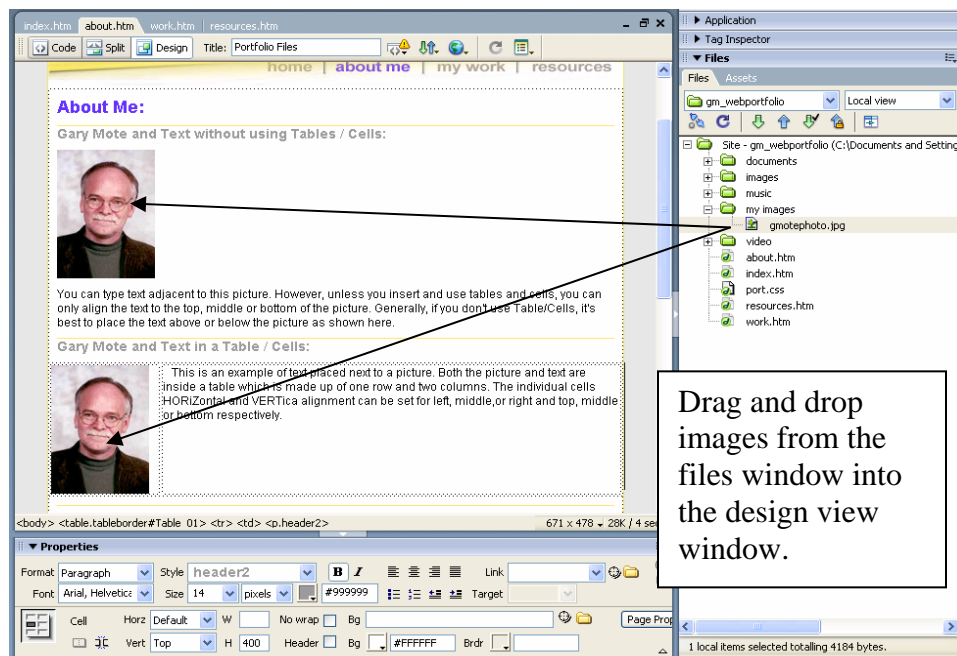 index.htm about.htm work.htm resources.htm
Code Split Design Title: Portfolio Files
home | about me | my work | resources
About Me:
Gary Mote and Text without using Tables / Cells:
You can type text adjacent to this picture. However, unless you insert and use tables and cells, you can
only align the text to the top, middle or bottom of the picture. Generally, if you don't use Table/Cells, it's
best to place the text above or below the picture as shown here.
Gary Mote and Text in a Table / Cells:
This is an example of text placed next to a picture. Both the picture and text are
inside a table which is made up of one row and two columns. The individual cells
HORiZontal and VERTica alignment can be set for left, middle,or right and top, middle
or bottom respectively.
<body> <table.tableborder#Table_01> <tr> <td> <p.header2> 671 x 478 28K / 4 sec
Properties
Format Paragraph Style header2 B I Link
Font Arial, Helvetica Size 14 pixels #999999 Target
Cell Horz Default W No wrap Bg Page Prop
Vert Top H 400 Header Bg #FFFFFF Brdr
Application
Tag Inspector
Files
Files Assets
gm_webportfolio Local view
Site - gm_webportfolio (C:\Documents and Setting
documents
images
music
my images
gmotephoto.jpg
video
about.htm
index.htm
port.css
resources.htm
work.htm
Drag and drop
images from the
files window into
the design view
window.
1 local items selected totalling 4184 bytes.